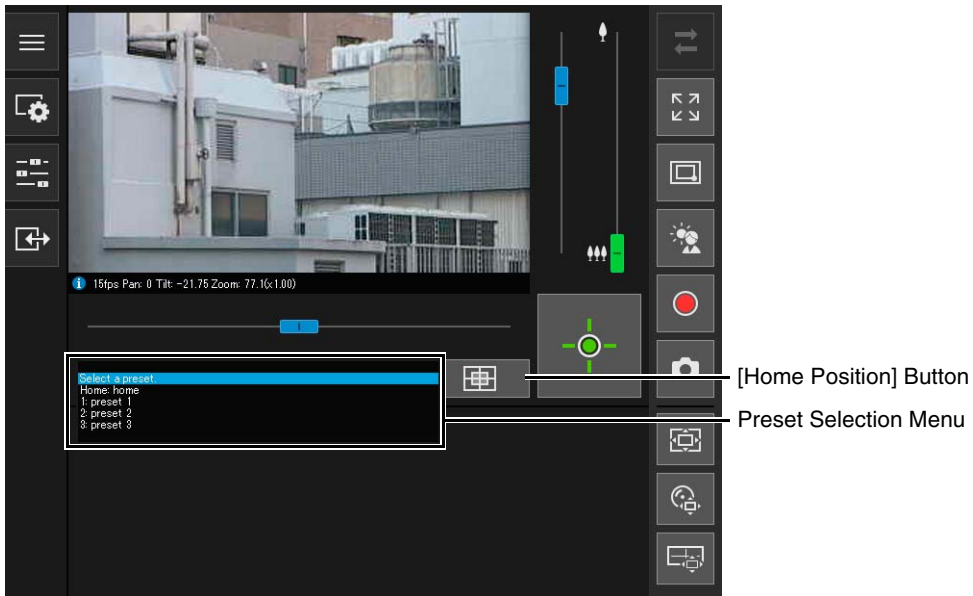 15fps Pan: 0 Tilt: -21.75 Zoom: 77.1(x1.00)
Select a preset.
Home: home
1: preset 1
2: preset 2
3: preset 3
[Home Position] Button
Preset Selection Menu